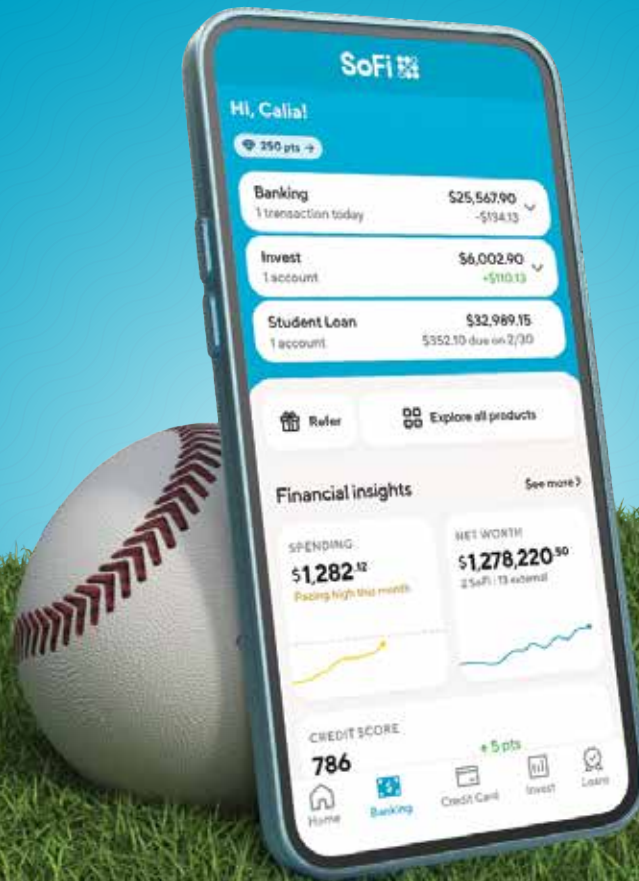 SoFi
Hi, Calia!
250 pts →
Banking
$25,567.90
1 transaction today
-$134.13
Invest
$6,002.90
1 account
+$110.13
Student Loan
$32,989.15
1 account
$352.10 due on 2/30
Refer
Explore all products
Financial insights
See more >
SPENDING
$1,282.12
Pacing high this month
NET WORTH
$1,278,220.50
2 SoFi | 13 external
CREDIT SCORE
786
+ 5 pts
Home
Banking
Credit Card
Invest
Loans